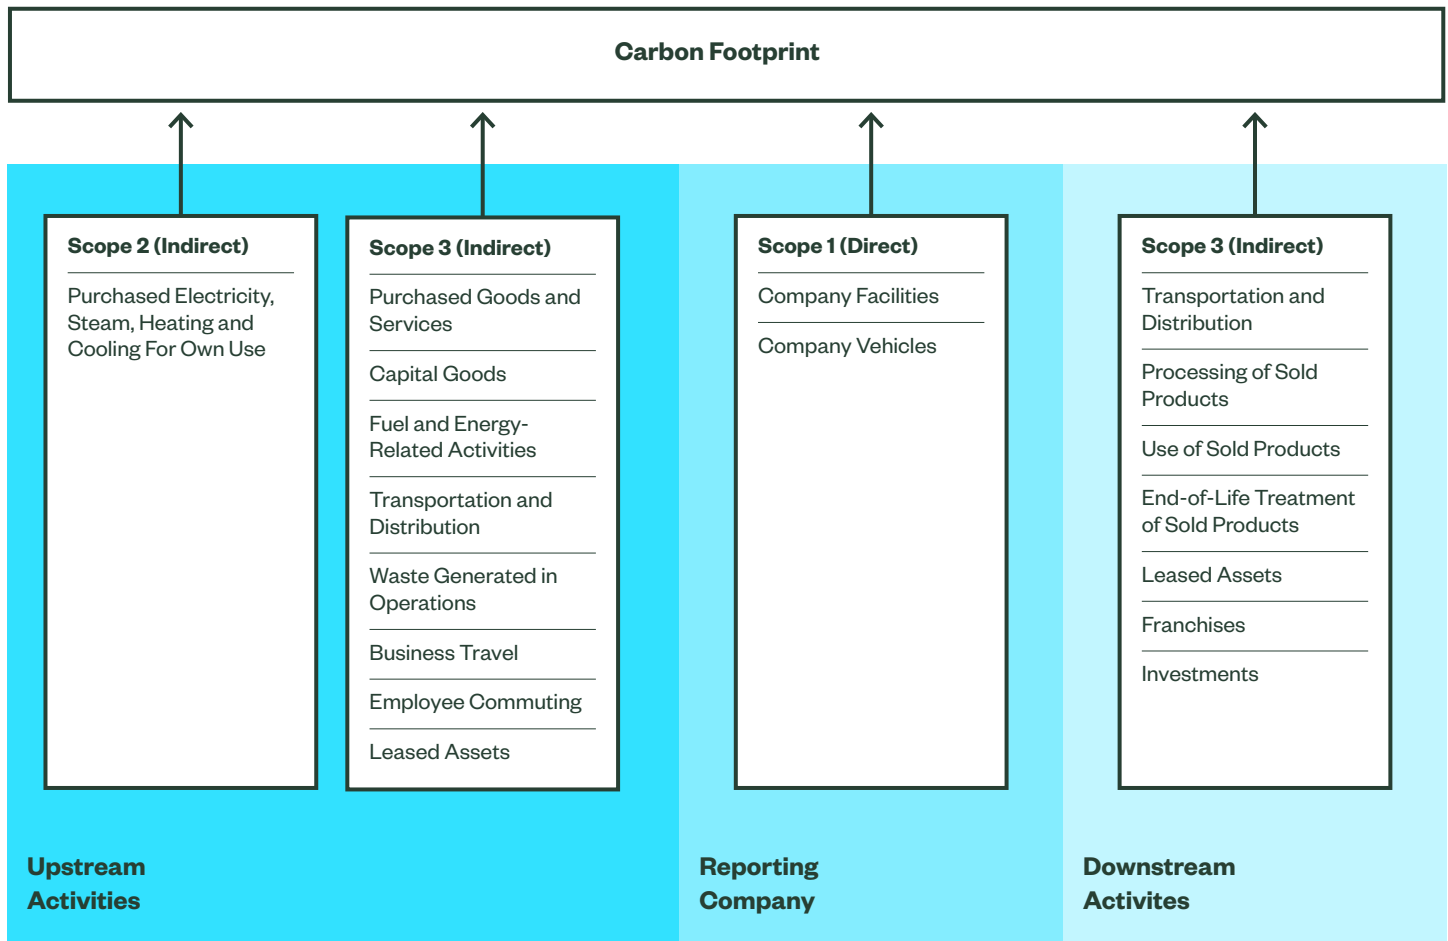 Carbon Footprint
Scope 2 (Indirect)
Purchased Electricity,
Steam, Heating and
Cooling For Own Use
Scope 3 (Indirect)
Purchased Goods and
Services
Capital Goods
Fuel and Energy-
Related Activities
Transportation and
Distribution
Waste Generated in
Operations
Business Travel
Employee Commuting
Leased Assets
Upstream
Activities
Scope 1 (Direct)
Company Facilities
Company Vehicles
Reporting
Company
Scope 3 (Indirect)
Transportation and
Distribution
Processing of Sold
Products
Use of Sold Products
End-of-Life Treatment
of Sold Products
Leased Assets
Franchises
Investments
Downstream
Activites